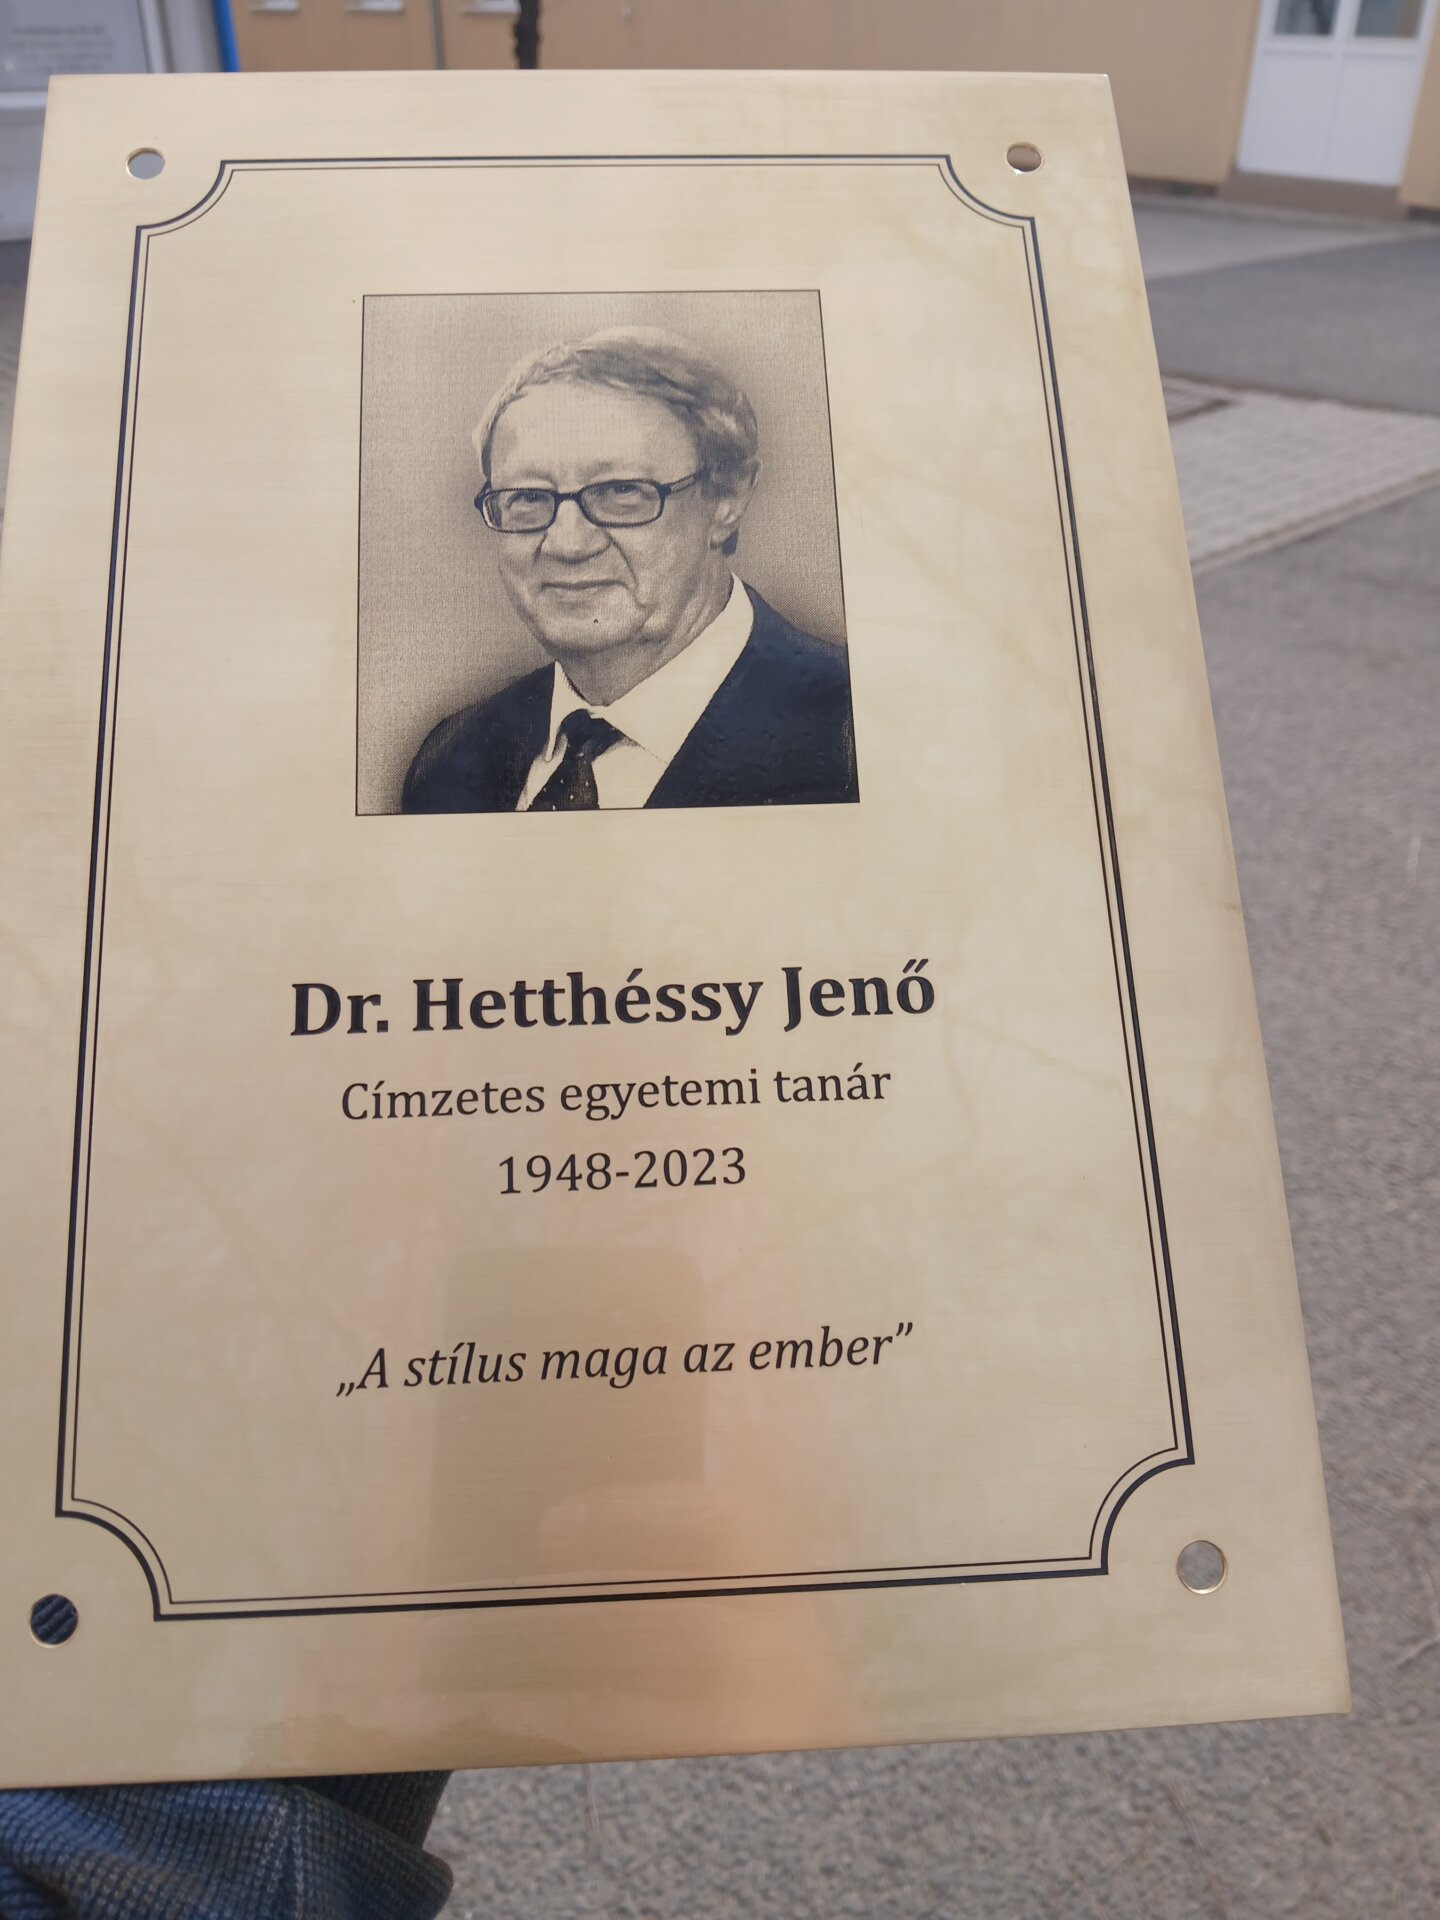 Dr. Hetthéssy Jenő
Címzetes egyetemi tanár
1948-2023
„A stílus maga az ember”